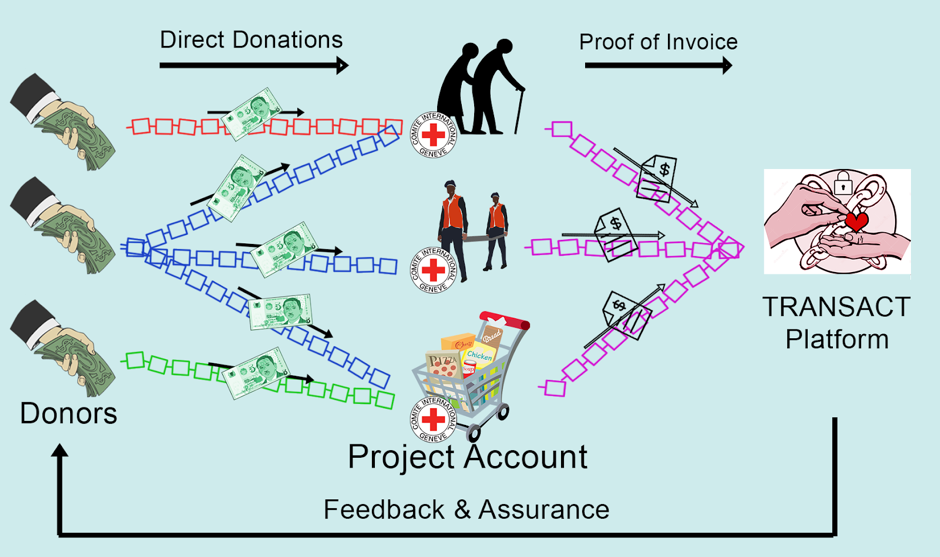 Direct Donations
Proof of Invoice
COMITE INTERNATIONAL
GENEVE
$
COMITE INTERNATIONAL
GENEVE
$
Bread
Chicken
PIZZA
COMITE INTERNATIONAL
GENEVE
$
TRANSACT
Platform
Donors
Project Account
Feedback & Assurance